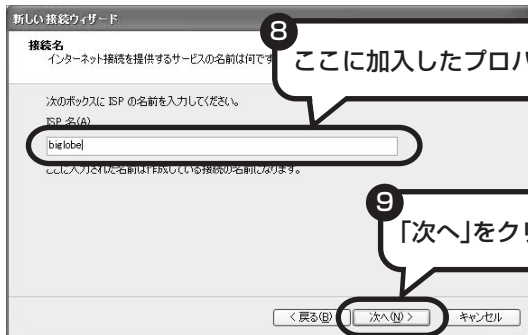 新しい接続ウィザード
接続名
インターネット接続を提供するサービスの名前は何です
8
ここに加入したプロバ
次のボックスに ISP の名前を入力してください。
ISP 名(A)
biglobe
ここに入力された名前は作成している接続の名前になります。
9
「次へ」をクリ
< 戻る(B)
次へ(N) >
キャンセル